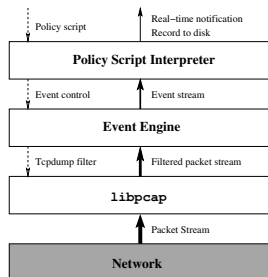 Policy script
Real-time notification
Record to disk
Policy Script Interpreter
Event control
Event stream
Event Engine
Tcpdump filter
Filtered packet stream
libpcap
Packet Stream
Network